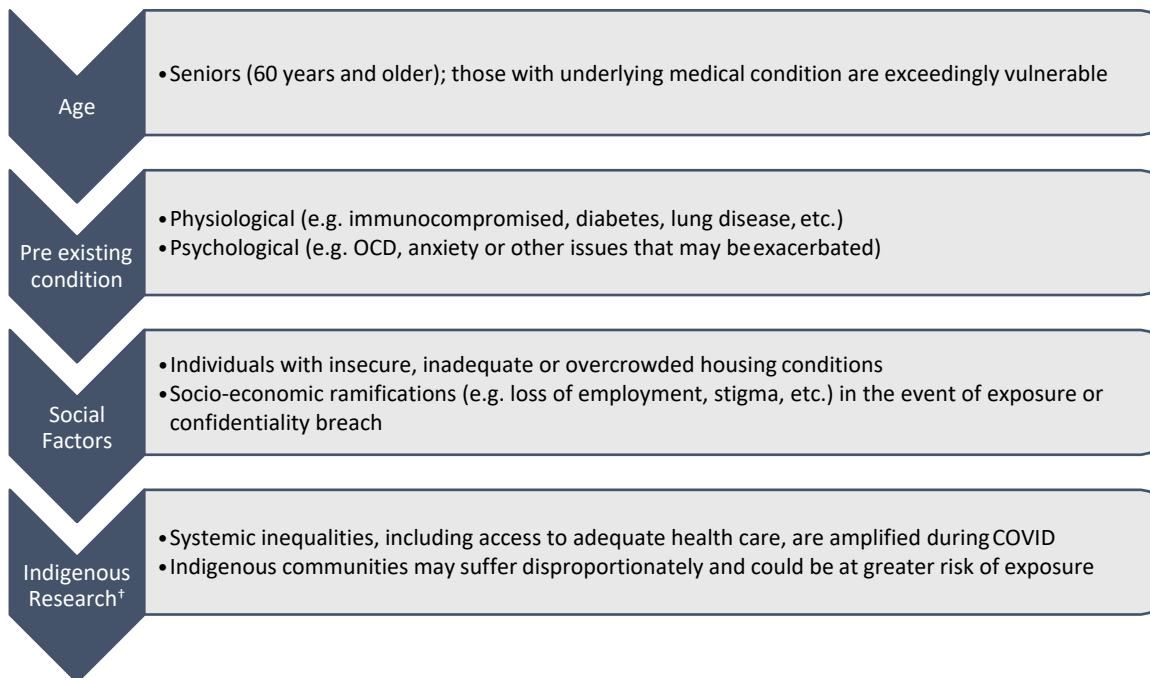 Age
•Seniors (60 years and older); those with underlying medical condition are exceedingly vulnerable
Pre existing
condition
•Physiological (e.g. immunocompromised, diabetes, lung disease, etc.)
•Psychological (e.g. OCD, anxiety or other issues that may be exacerbated)
Social
Factors
•Individuals with insecure, inadequate or overcrowded housing conditions
•Socio-economic ramifications (e.g. loss of employment, stigma, etc.) in the event of exposure or
confidentiality breach
Indigenous
Research†
•Systemic inequalities, including access to adequate health care, are amplified during COVID
•Indigenous communities may suffer disproportionately and could be at greater risk of exposure